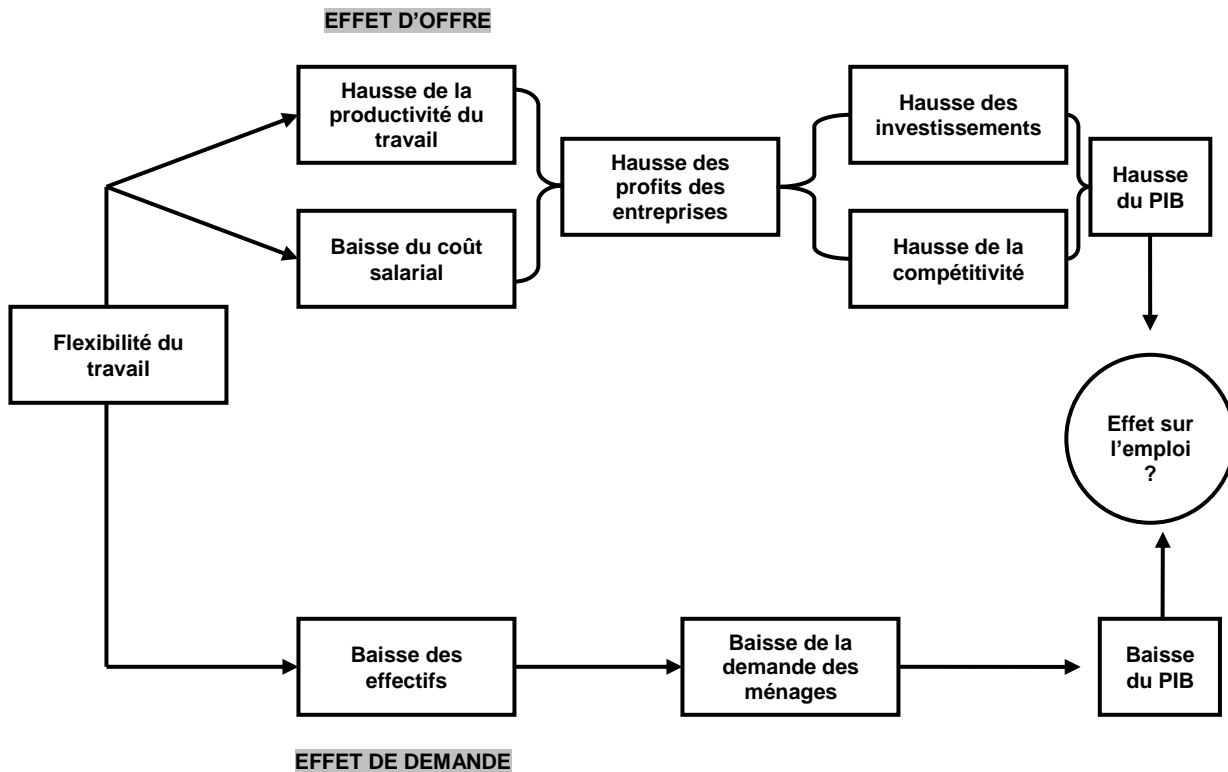 EFFET D’OFFRE
Hausse de la
productivité du
travail
Hausse des
investissements
Hausse des
profits des
entreprises
Hausse
du PIB
Baisse du coût
salarial
Hausse de la
compétitivité
Flexibilité du
travail
Effet sur
l’emploi
?
Baisse des
effectifs
Baisse de la
demande des
ménages
Baisse
du PIB
EFFET DE DEMANDE